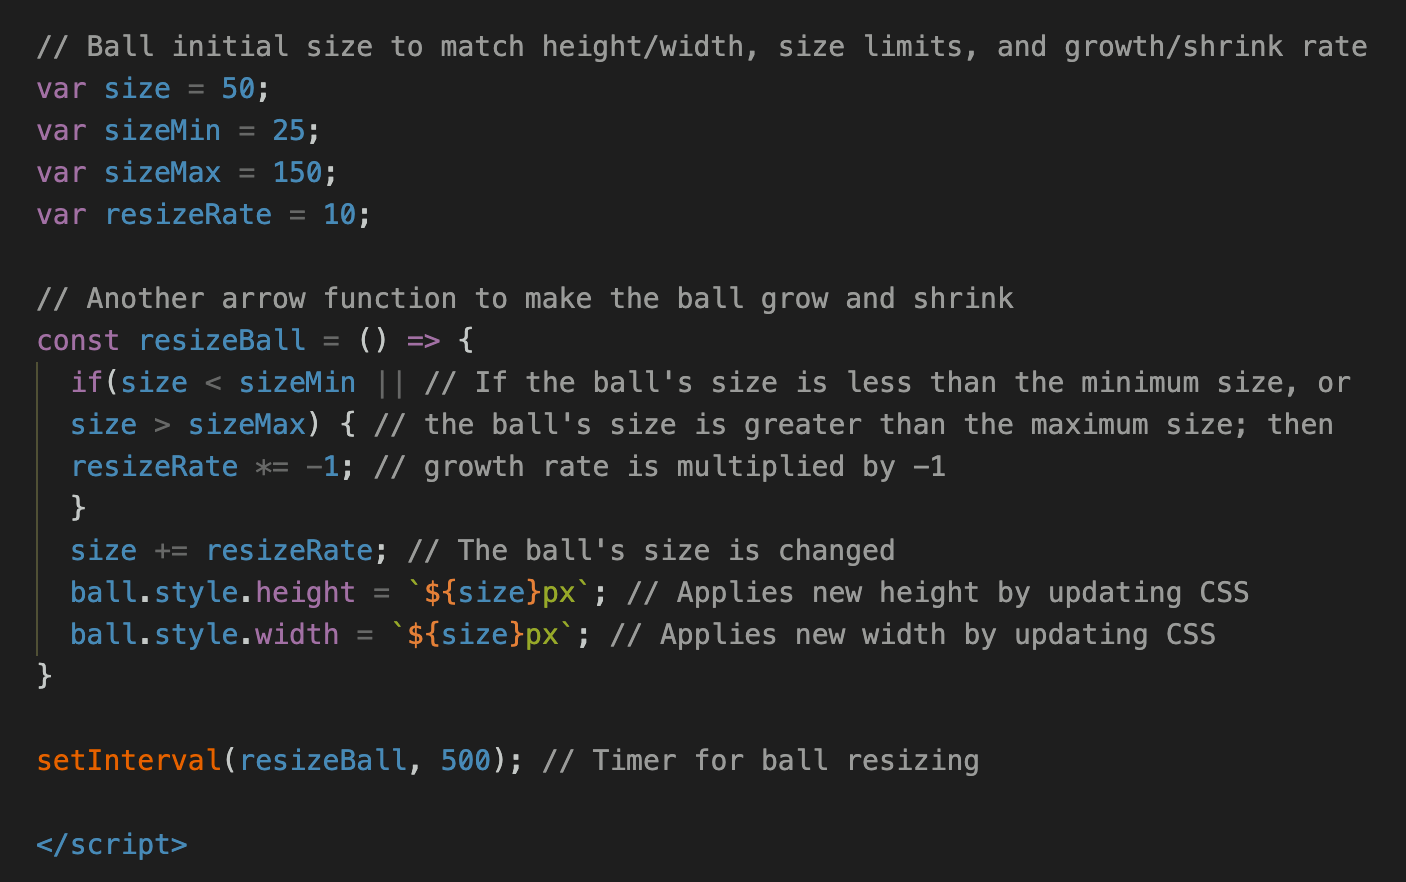 // Ball initial size to match height/width, size limits, and growth/shrink rate
var size = 50;
var sizeMin = 25;
var sizeMax = 150;
var resizeRate = 10;
// Another arrow function to make the ball grow and shrink
const resizeBall = () => {
if(size < sizeMin || // If the ball's size is less than the minimum size, or
size > sizeMax) { // the ball's size is greater than the maximum size; then
resizeRate *= -1; // growth rate is multiplied by -1
}
size += resizeRate; // The ball's size is changed
ball.style.height = `${size}px`; // Applies new height by updating CSS
ball.style.width = `${size}px`; // Applies new width by updating CSS
}
setInterval(resizeBall, 500); // Timer for ball resizing
</script>